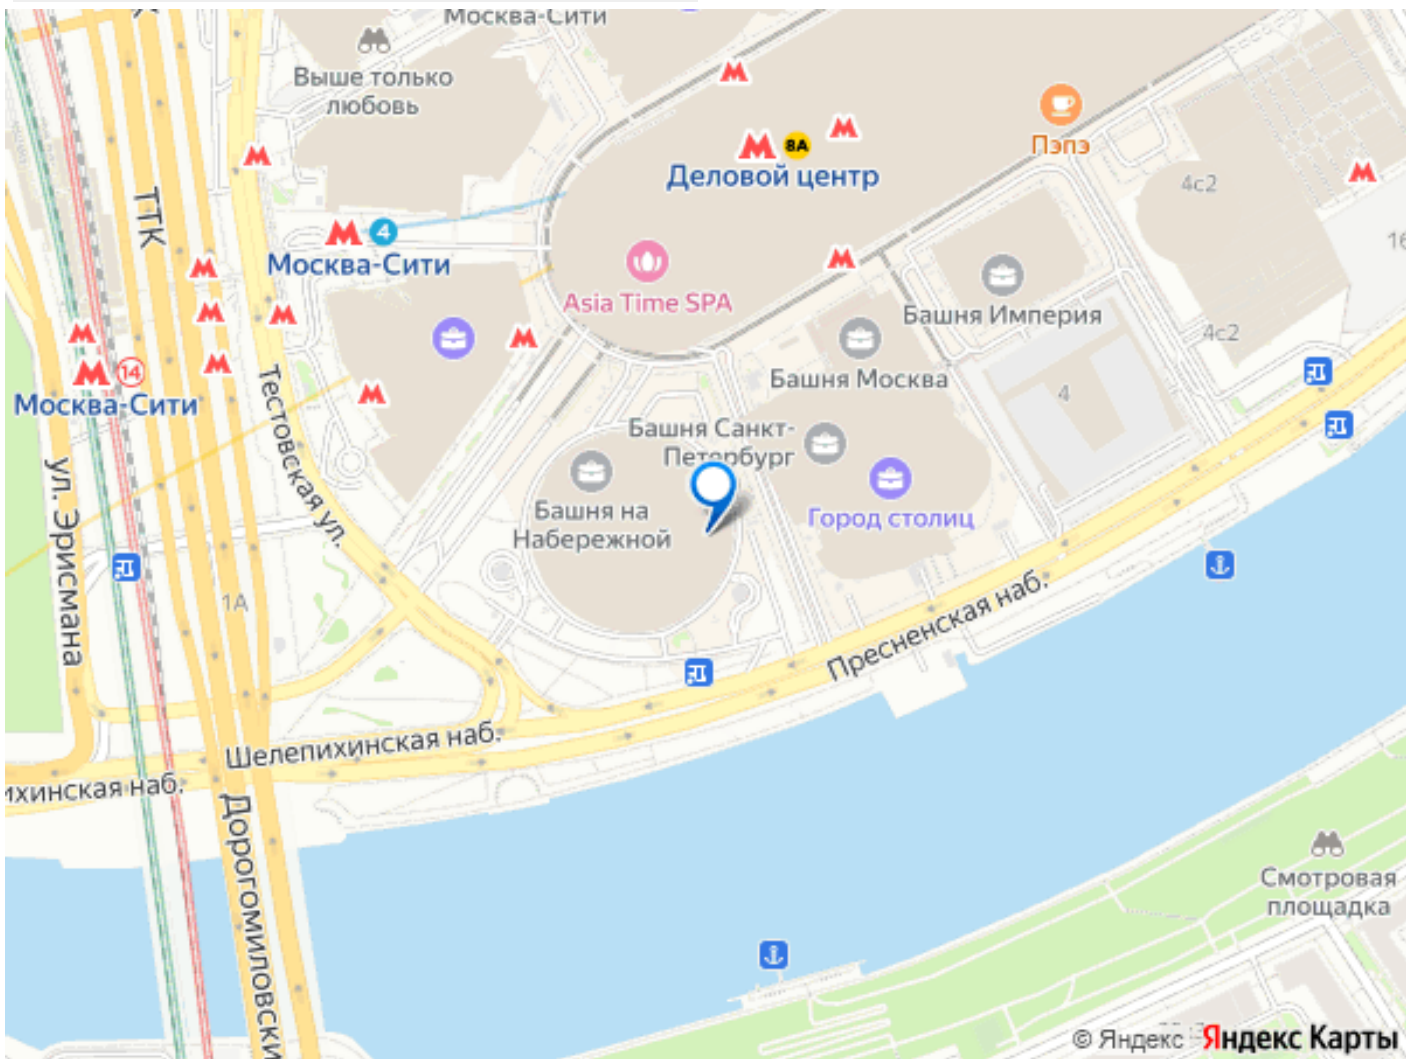 Москва-Сити
Выше только
любовь
М
8А
Деловой центр
Пэпэ
4с2
16
ТТК
М
4
Москва-Сити
Asia Time SPA
Башня Империя
4с2
Башня Москва
4
М
14
Москва-Сити
Тестовская ул.
Башня Санкт-
Петербург
Город столиц
Башня на
Набережной
ул. Эрисмана
1А
Пресненская наб.
Шелепихинская наб.
ихинская наб.
Дорогомиловски
Смотровая
площадка
© Яндекс Яндекс Карты